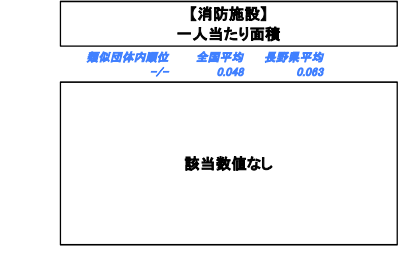 【消防施設】
一人当たり面積
類似団体内順位 全国平均 長野県平均
-/- 0.048 0.063
該当数値なし